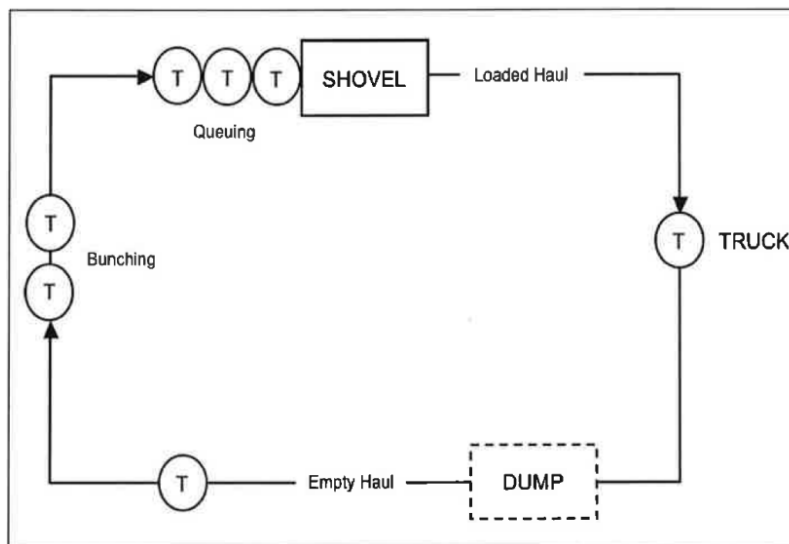 T T T SHOVEL Loaded Haul
Queuing
T
Bunching
T
T TRUCK
T Empty Haul DUMP